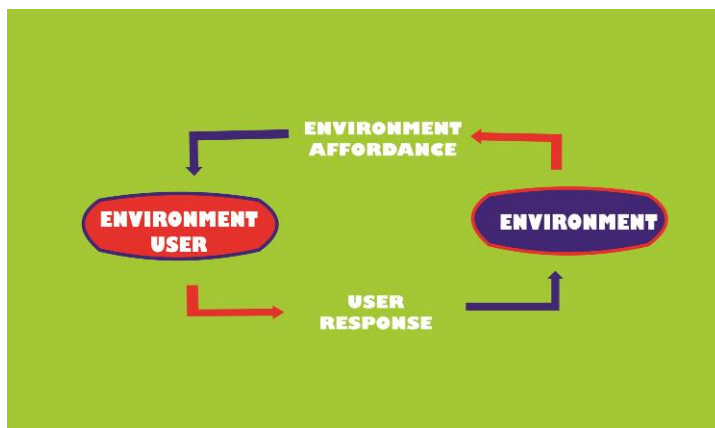 ENVIRONMENT
AFFORDANCE
ENVIRONMENT
USER
ENVIRONMENT
USER
RESPONSE